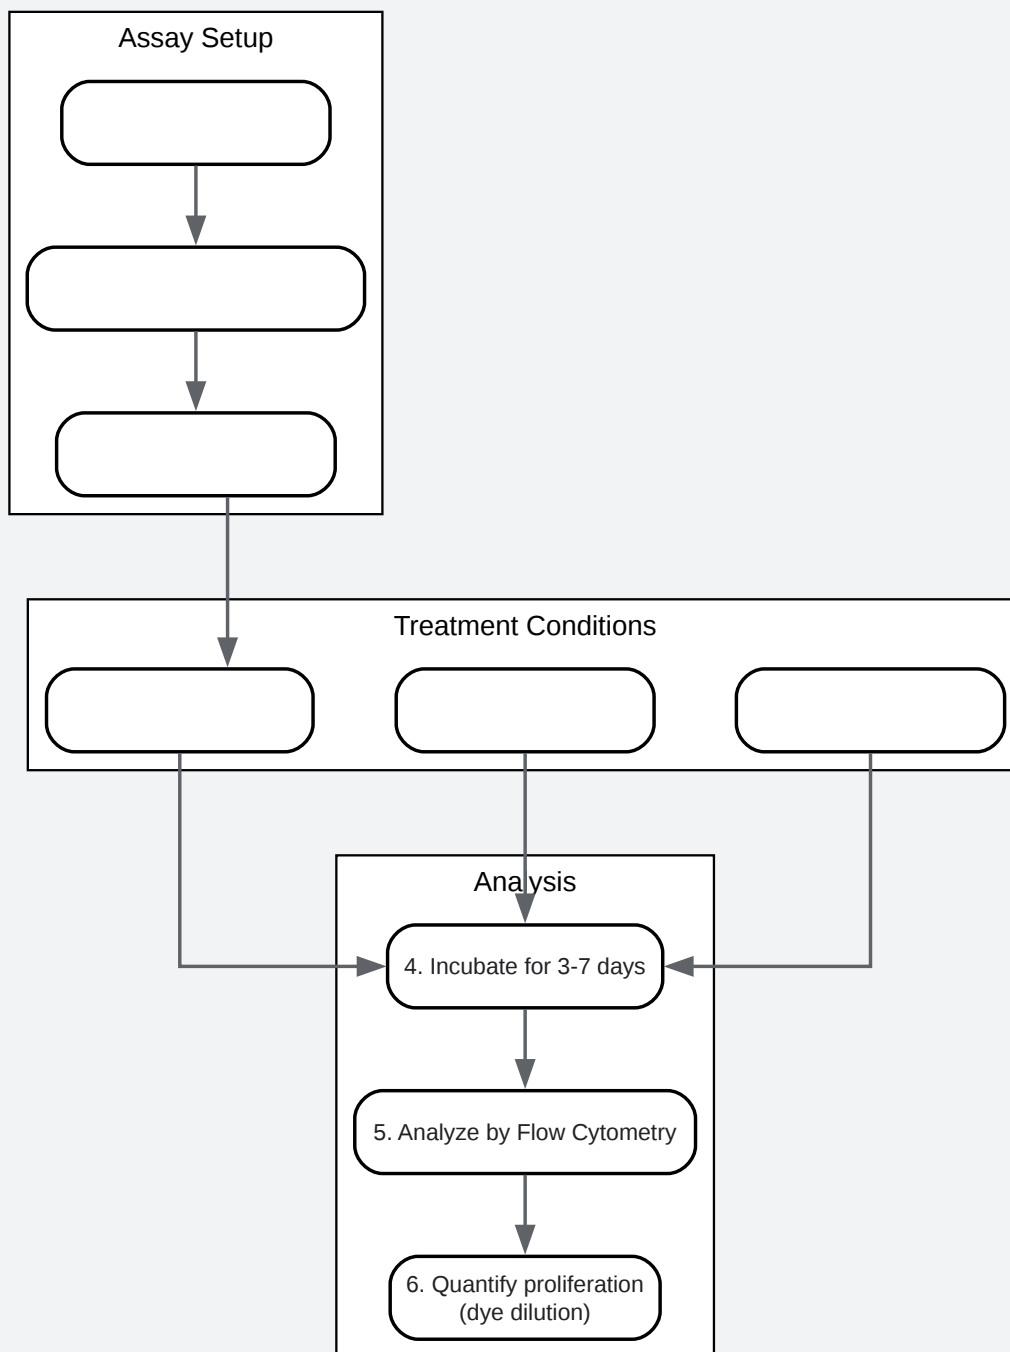 Assay Setup
Treatment Conditions
Analysis
4. Incubate for 3-7 days
5. Analyze by Flow Cytometry
6. Quantify proliferation
(dye dilution)